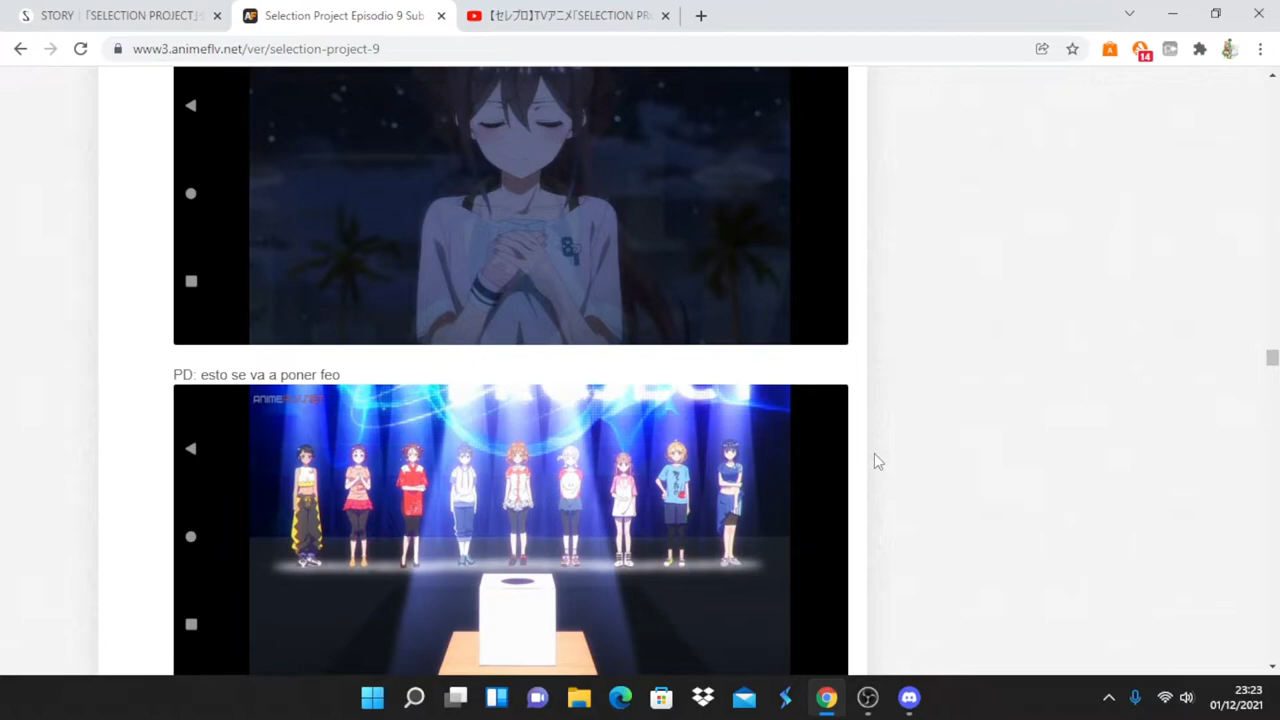 STORY | 「SELECTION PROJECT」
Selection Project Episodio 9 Sub
【セレプロ】TVアニメ「SELECTION PR
www3.animeflv.net/ver/selection-project-9
14
PD: esto se va a poner feo
23:23
01/12/2021